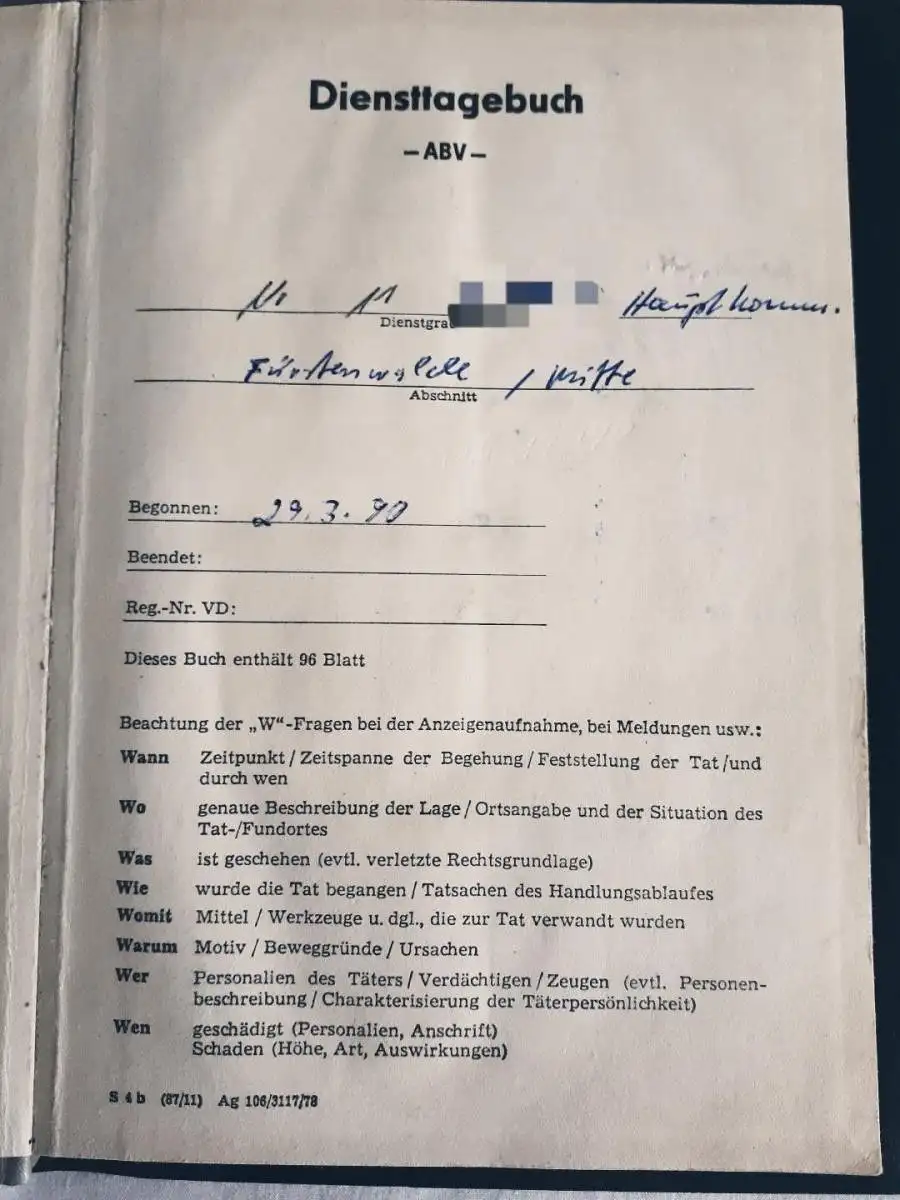 Diensttagebuch
– ABV –
Hauptkomm.
Dienstgra
Fürstenwalde / Mitte
Abschnitt
Begonnen: 29.3.90
Beendet:
Reg.-Nr. VD:
Dieses Buch enthält 96 Blatt
Beachtung der „W“-Fragen bei der Anzeigenaufnahme, bei Meldungen usw.:
Wann Zeitpunkt / Zeitspanne der Begehung / Feststellung der Tat /und
durch wen
Wo genaue Beschreibung der Lage / Ortsangabe und der Situation des
Tat-/Fundortes
Was ist geschehen (evtl. verletzte Rechtsgrundlage)
Wie wurde die Tat begangen / Tatsachen des Handlungsablaufes
Womit Mittel / Werkzeuge u. dgl., die zur Tat verwandt wurden
Warum Motiv / Beweggründe / Ursachen
Wer Personalien des Täters / Verdächtigen / Zeugen (evtl. Personen-
beschreibung / Charakterisierung der Täterpersönlichkeit)
Wen geschädigt (Personalien, Anschrift)
Schaden (Höhe, Art, Auswirkungen)
S 4 b (87/11) Ag 106/3117/78